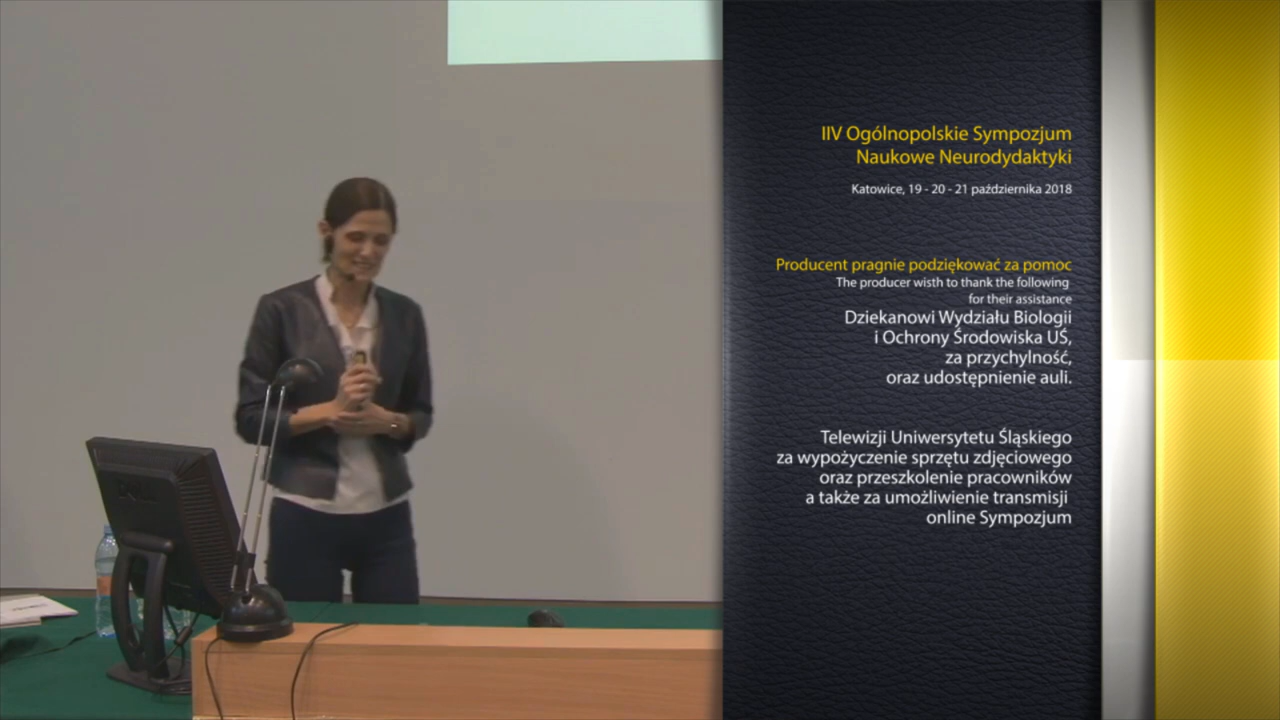 IIV Ogólnopolskie Sympozjum
Naukowe Neurodydaktyki
Katowice, 19 - 20 - 21 października 2018
Producent pragnie podziękować za pomoc
The producer wisth to thank the following
for their assistance
Dziekanowi Wydziału Biologii
i Ochrony Środowiska UŚ,
za przychylność,
oraz udostępnienie auli.
Telewizji Uniwersytetu Śląskiego
za wypożyczenie sprzętu zdjęciowego
oraz przeszkolenie pracowników
a także za umożliwienie transmisji
online Sympozjum
DELL